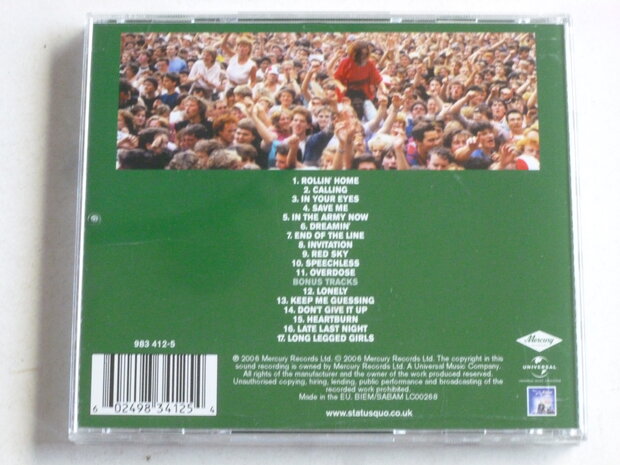 1. ROLLIN' HOME
2. CALLING
3. IN YOUR EYES
4. SAVE ME
5. IN THE ARMY NOW
6. DREAMIN'
7. END OF THE LINE
8. INVITATION
9. RED SKY
10. SPEECHLESS
11. OVERDOSE
BONUS TRACKS
12. LONELY
13. KEEP ME GUESSING
14. DON'T GIVE IT UP
15. HEARTBURN
16. LATE LAST NIGHT
17. LONG LEGGED GIRLS
983 412-5
Mercury
UNIVERSAL
℗ 2006 Mercury Records Ltd. © 2006 Mercury Records Ltd. The copyright in this
sound recording is owned by Mercury Records Ltd. A Universal Music Company.
All rights of the manufacturer and the owner of the work produced reserved.
Unauthorised copying, hiring, lending, public performance and broadcasting of the
recorded work prohibited.
Made in the EU. BIEM/SABAM LC00268
www.statusquo.co.uk
6 02498 34125 4